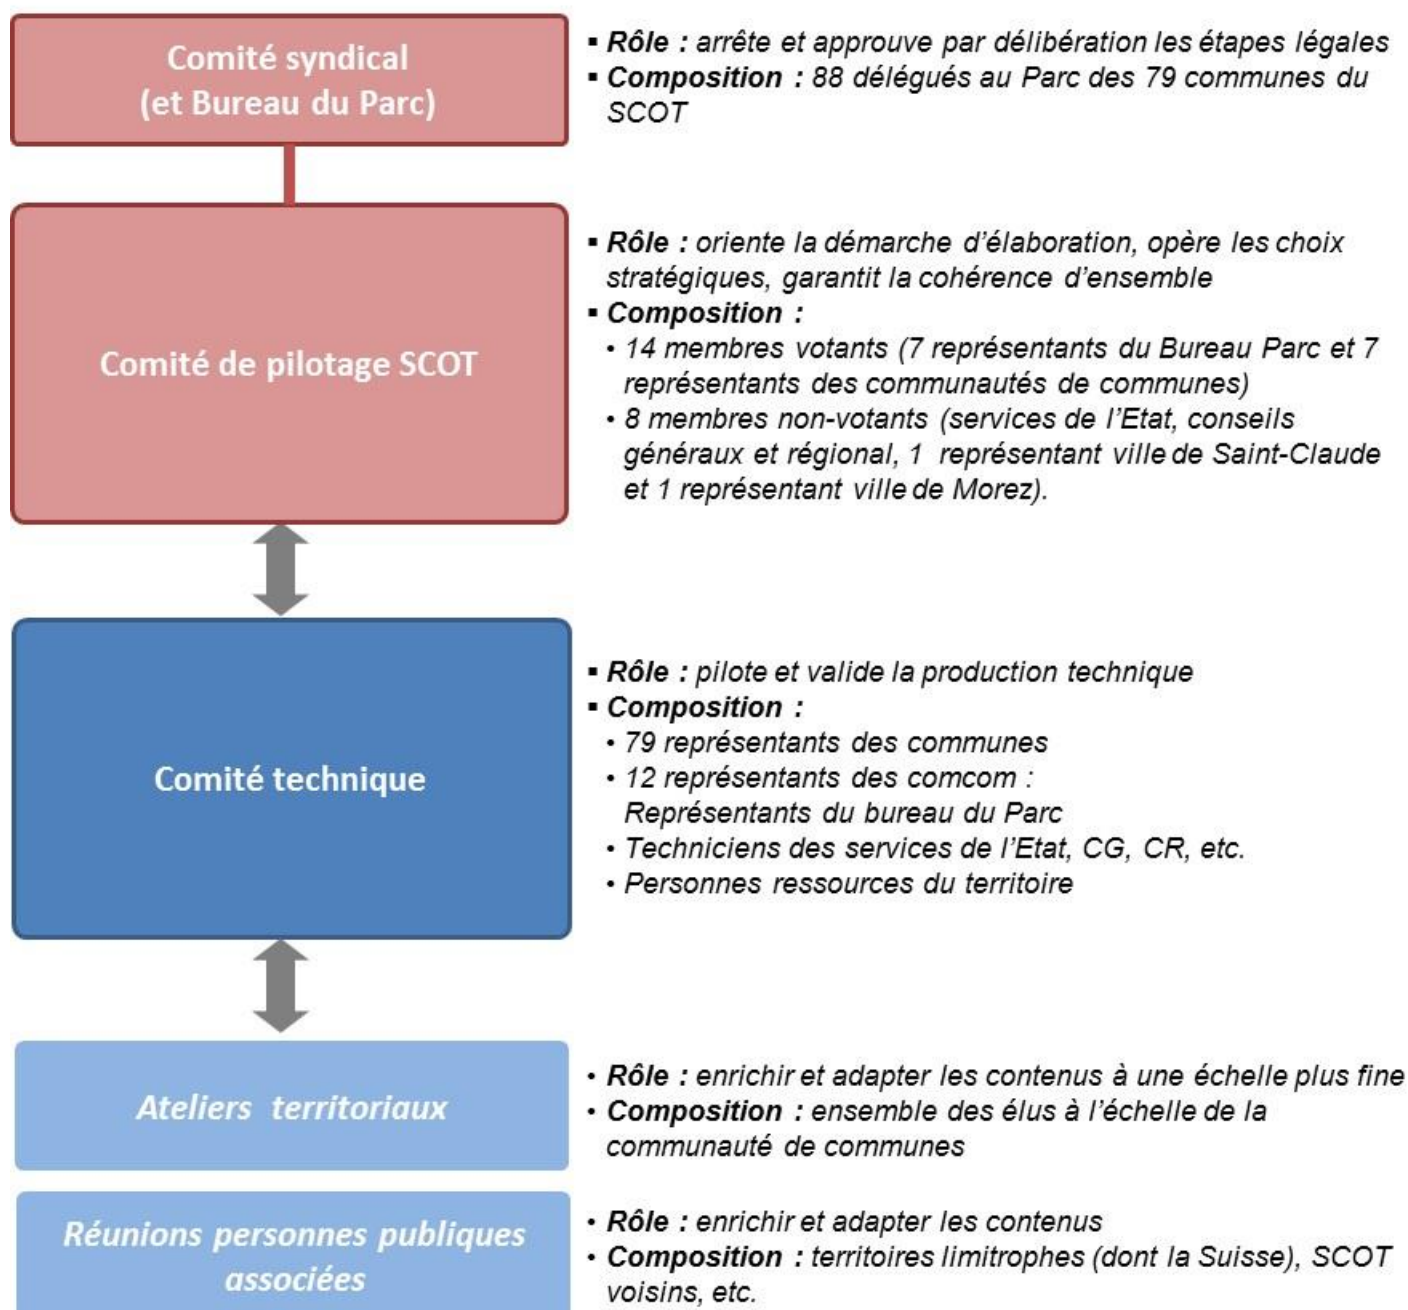 Comité syndical
(et Bureau du Parc)
▪ Rôle : arrête et approuve par délibération les étapes légales
▪ Composition : 88 délégués au Parc des 79 communes du
SCOT
Comité de pilotage SCOT
▪ Rôle : oriente la démarche d’élaboration, opère les choix
stratégiques, garantit la cohérence d’ensemble
▪ Composition :
• 14 membres votants (7 représentants du Bureau Parc et 7
représentants des communautés de communes)
• 8 membres non-votants (services de l’Etat, conseils
généraux et régional, 1 représentant ville de Saint-Claude
et 1 représentant ville de Morez).
Comité technique
▪ Rôle : pilote et valide la production technique
▪ Composition :
• 79 représentants des communes
• 12 représentants des comcom :
Représentants du bureau du Parc
• Techniciens des services de l’Etat, CG, CR, etc.
• Personnes ressources du territoire
Ateliers territoriaux
• Rôle : enrichir et adapter les contenus à une échelle plus fine
• Composition : ensemble des élus à l’échelle de la
communauté de communes
Réunions personnes publiques
associées
• Rôle : enrichir et adapter les contenus
• Composition : territoires limitrophes (dont la Suisse), SCOT
voisins, etc.